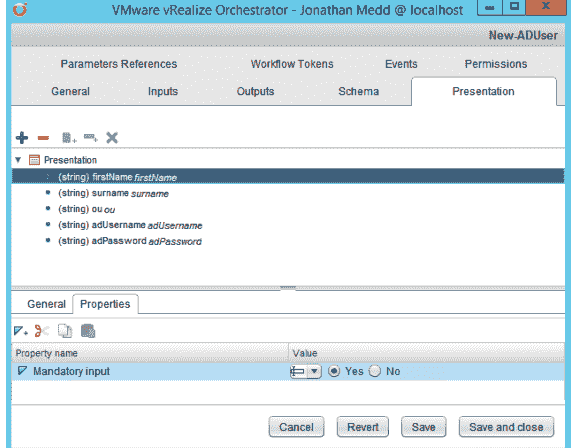 VMware vRealize Orchestrator - Jonathan Medd @ localhost
New-ADUser
Parameters References Workflow Tokens Events Permissions
General Inputs Outputs Schema Presentation
Presentation
(string) firstName firstName
(string) surname surname
(string) ou ou
(string) adUsername adUsername
(string) adPassword adPassword
General Properties
Property name Value
Mandatory input Yes No
Cancel Revert Save Save and close